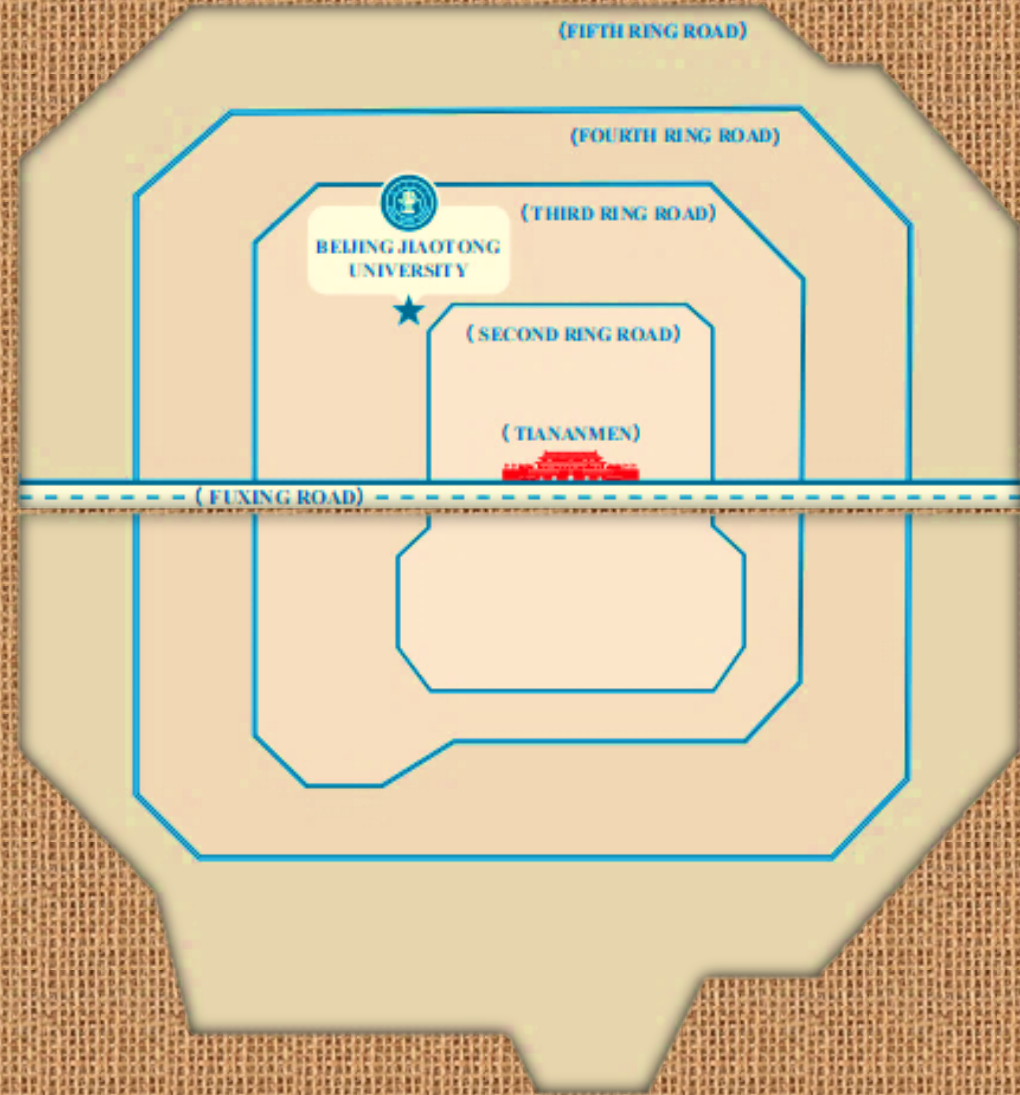 (FIFTH RING ROAD)
(FOURTH RING ROAD)
(THIRD RING ROAD)
BEIJING JIAOTONG
UNIVERSITY
(SECOND RING ROAD)
(TIANANMEN)
(FUXING ROAD)